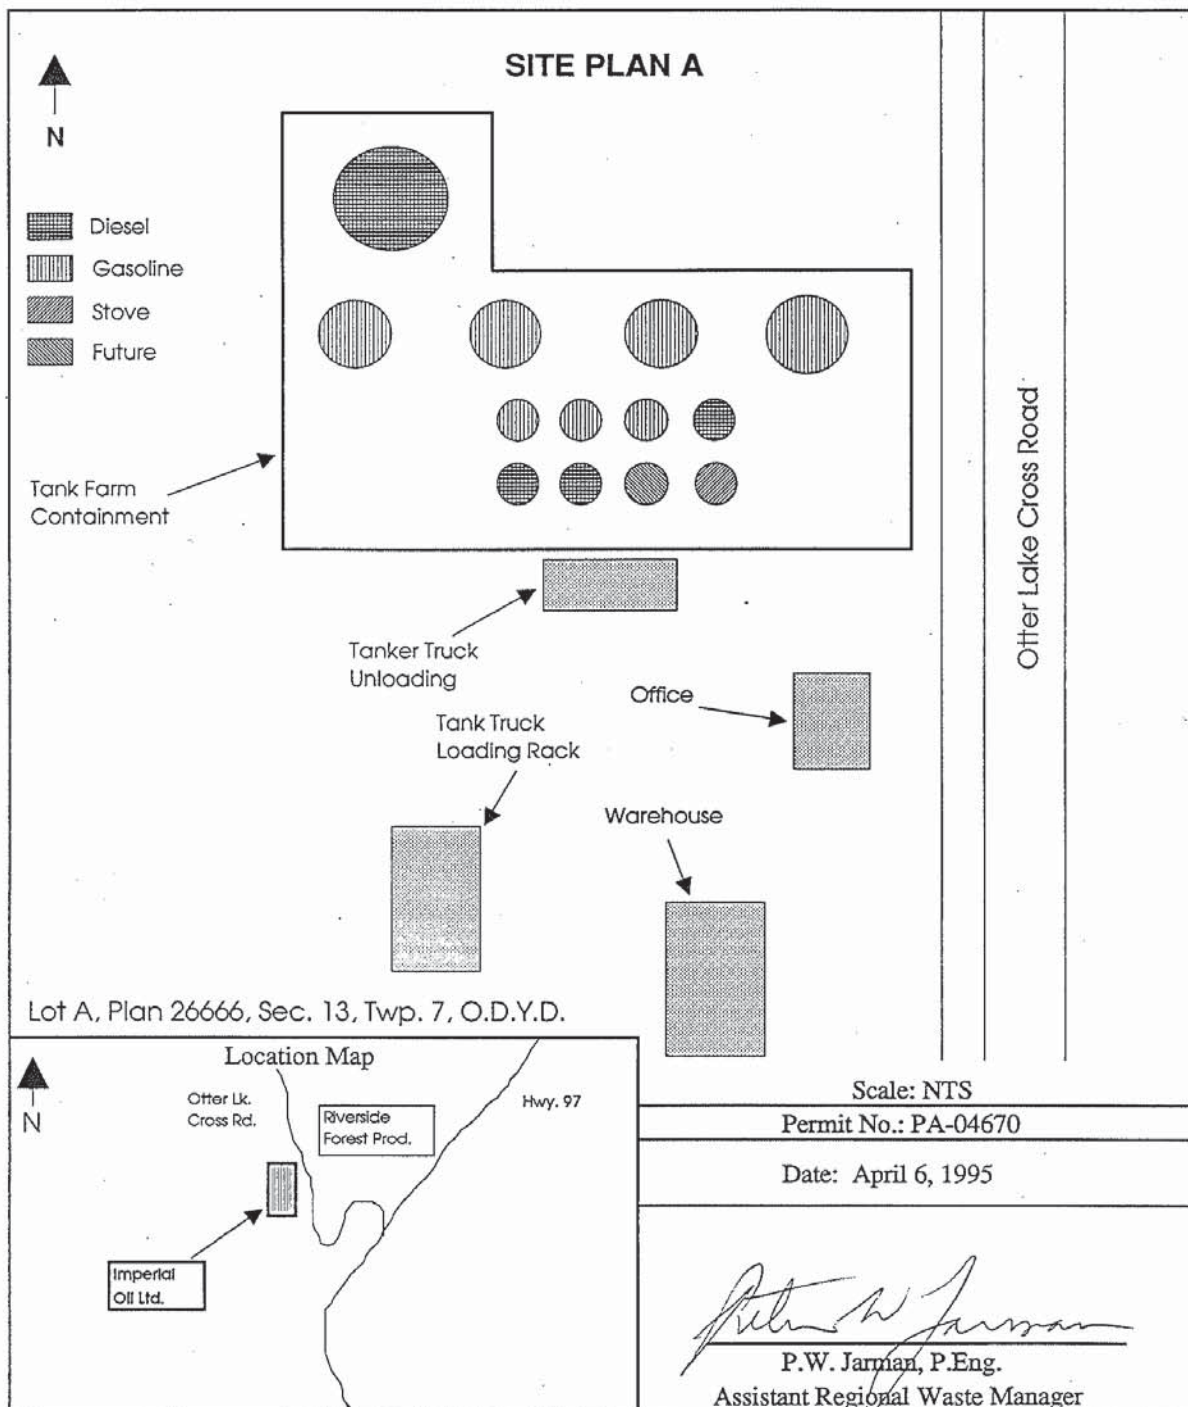 SITE PLAN A
N
Diesel
Gasoline
Stove
Future
Tank Farm
Containment
Otter Lake Cross Road
Tanker Truck
Unloading
Office
Tank Truck
Loading Rack
Warehouse
Lot A, Plan 26666, Sec. 13, Twp. 7, O.D.Y.D.
Location Map
N
Otter Lk.
Cross Rd.
Riverside
Forest Prod.
Hwy. 97
Imperial
Oil Ltd.
Scale: NTS
Permit No.: PA-04670
Date: April 6, 1995
Peter W Jarman
P.W. Jarman, P.Eng.
Assistant Regional Waste Manager